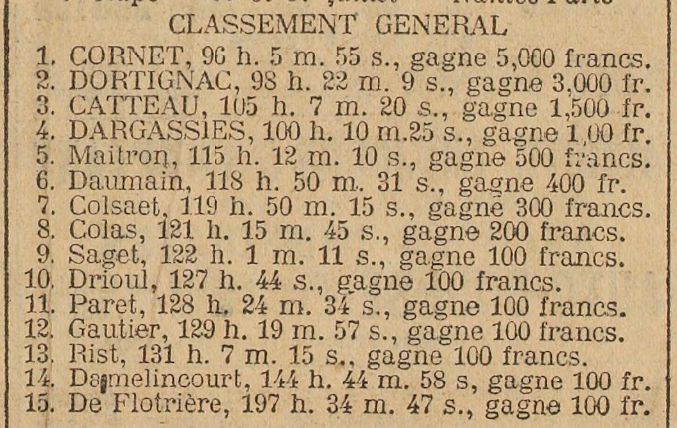 Nantes-Paris
CLASSEMENT GENERAL
1. CORNET, 96 h. 5 m. 55 s., gagne 5,000 francs.
2. DORTIGNAC, 98 h. 22 m. 9 s., gagne 3,000 fr.
3. CATTEAU, 105 h. 7 m. 20 s., gagne 1,500 fr.
4. DARGASSIES, 100 h. 10 m.25 s., gagne 1,00 fr.
5. Maitron, 115 h. 12 m. 10 s., gagne 500 francs.
6. Daumain, 118 h. 50 m. 31 s., gagne 400 fr.
7. Colsaet, 119 h. 50 m. 15 s., gagne 300 francs.
8. Colas, 121 h. 15 m. 45 s., gagne 200 francs.
9. Saget, 122 h. 1 m. 11 s., gagne 100 francs.
10. Drioul, 127 h. 44 s., gagne 100 francs.
11. Paret, 128 h. 24 m. 34 s., gagne 100 francs.
12. Gautier, 129 h. 19 m. 57 s., gagne 100 francs.
13. Rist, 131 h. 7 m. 15 s., gagne 100 francs.
14. Damelincourt, 144 h. 44 m. 58 s, gagne 100 fr.
15. De Flotrière, 197 h. 34 m. 47 s., gagne 100 fr.